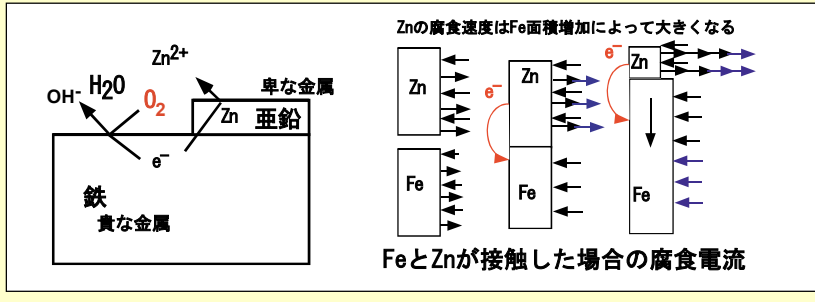 Zn²⁺
OH⁻ H₂O O₂
卑な金属
Zn 亜鉛
e⁻
鉄
貴な金属
Znの腐食速度はFe面積増加によって大きくなる
Zn
Fe
e⁻
Zn
Fe
e⁻
Zn
Fe
FeとZnが接触した場合の腐食電流